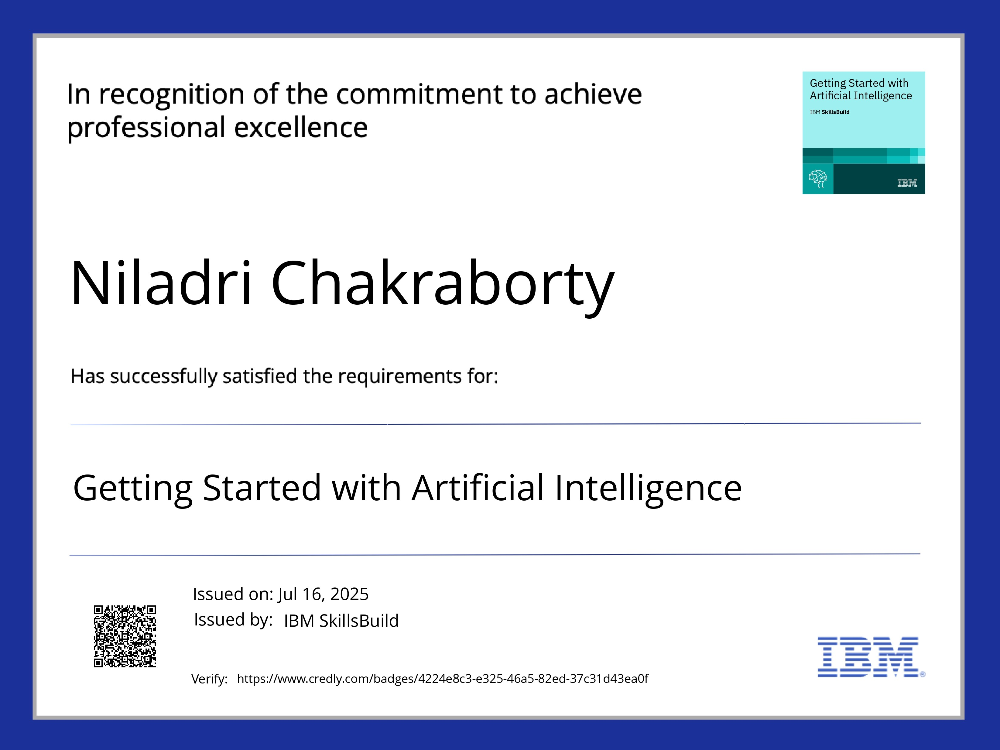 In recognition of the commitment to achieve
professional excellence
Getting Started with
Artificial Intelligence
IBM SkillsBuild
IBM
Niladri Chakraborty
Has successfully satisfied the requirements for:
Getting Started with Artificial Intelligence
Issued on: Jul 16, 2025
Issued by: IBM SkillsBuild
Verify: https://www.credly.com/badges/4224e8c3-e325-46a5-82ed-37c31d43ea0f
IBM®